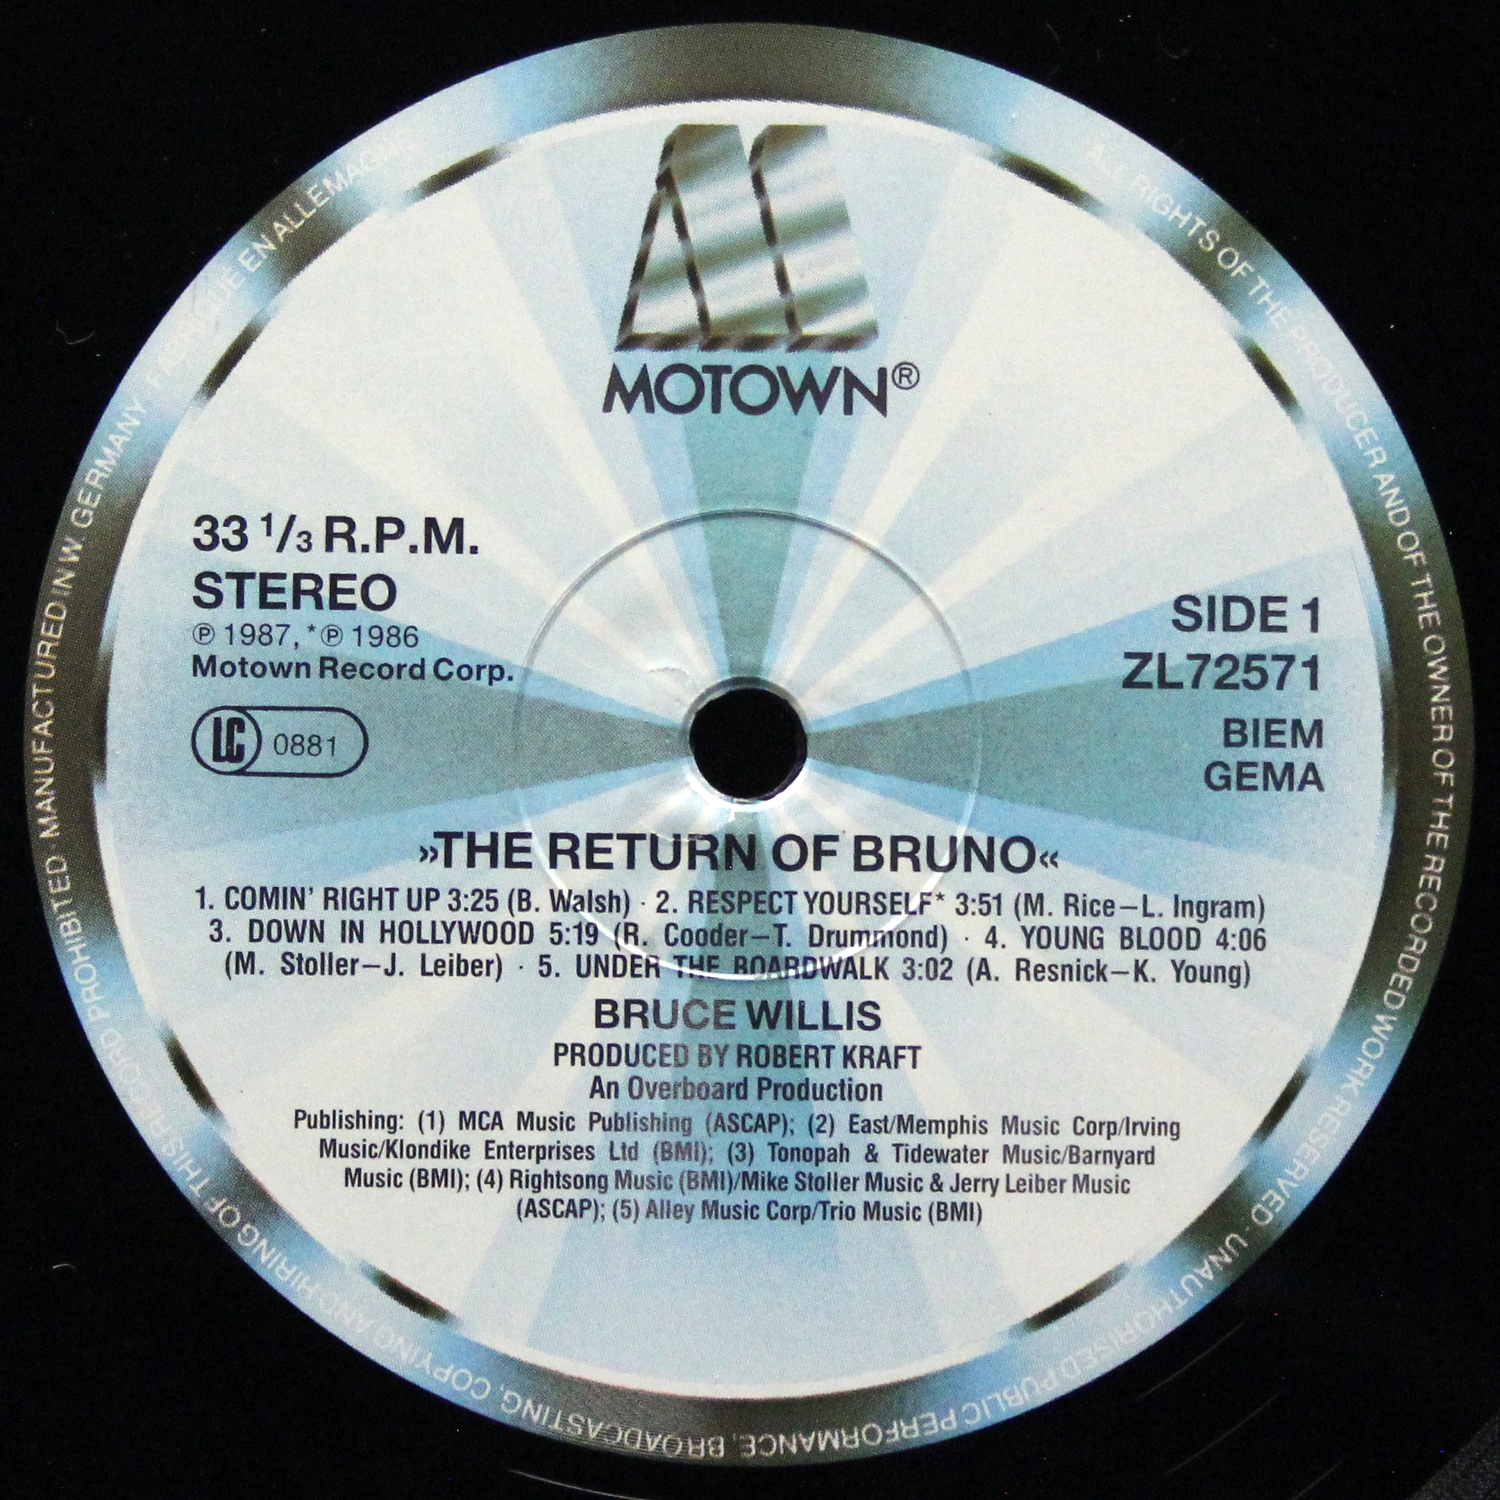 MOTOWN®
33 1/3 R.P.M.
STEREO
℗ 1987, *℗ 1986
Motown Record Corp.
LC 0881
SIDE 1
ZL72571
BIEM
GEMA
»THE RETURN OF BRUNO«
1. COMIN' RIGHT UP 3:25 (B. Walsh) · 2. RESPECT YOURSELF* 3:51 (M. Rice–L. Ingram)
3. DOWN IN HOLLYWOOD 5:19 (R. Cooder–T. Drummond) · 4. YOUNG BLOOD 4:06
(M. Stoller–J. Leiber) · 5. UNDER THE BOARDWALK 3:02 (A. Resnick–K. Young)
BRUCE WILLIS
PRODUCED BY ROBERT KRAFT
An Overboard Production
Publishing: (1) MCA Music Publishing (ASCAP); (2) East/Memphis Music Corp/Irving
Music/Klondike Enterprises Ltd (BMI); (3) Tonopah & Tidewater Music/Barnyard
Music (BMI); (4) Rightsong Music (BMI)/Mike Stoller Music & Jerry Leiber Music
(ASCAP); (5) Alley Music Corp/Trio Music (BMI)
ALL RIGHTS OF THE PRODUCER AND OF THE OWNER OF THE RECORDED WORK RESERVED · UNAUTHORISED PUBLIC PERFORMANCE, BROADCASTING, COPYING AND HIRING OF THIS RECORD PROHIBITED · MANUFACTURED IN W. GERMANY FABRIQUE EN ALLEMAGNE